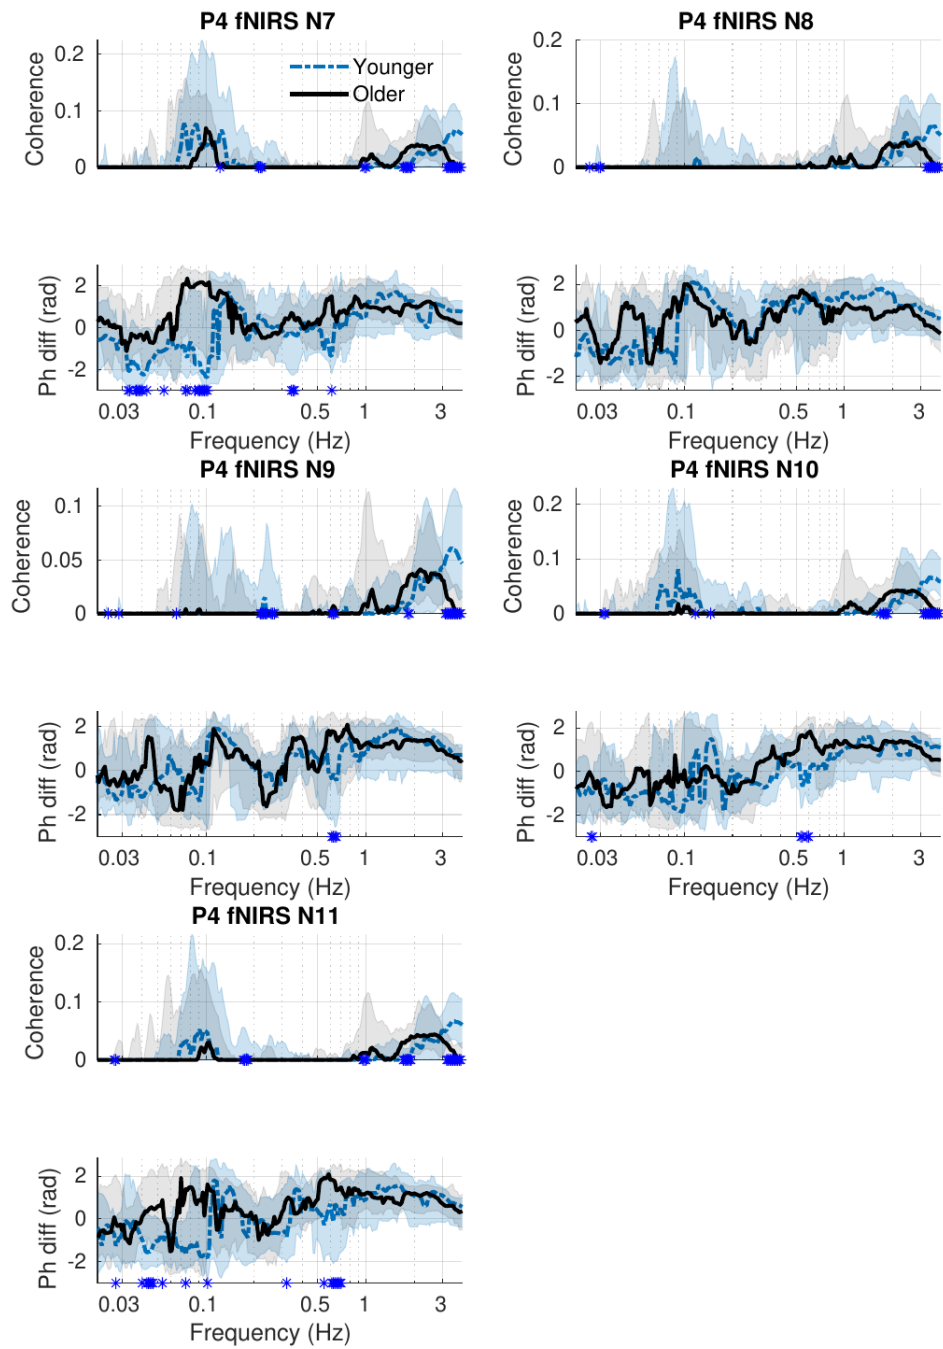 P4 fNIRS N7
Coherence
0.2
0.1
0
Younger
Older
Ph diff (rad)
2
0
-2
0.03 0.1 0.5 1 3
Frequency (Hz)
P4 fNIRS N8
Coherence
0.2
0.1
0
Ph diff (rad)
2
0
-2
0.03 0.1 0.5 1 3
Frequency (Hz)
P4 fNIRS N9
Coherence
0.1
0.05
0
Ph diff (rad)
2
0
-2
0.03 0.1 0.5 1 3
Frequency (Hz)
P4 fNIRS N10
Coherence
0.2
0.1
0
Ph diff (rad)
2
0
-2
0.03 0.1 0.5 1 3
Frequency (Hz)
P4 fNIRS N11
Coherence
0.2
0.1
0
Ph diff (rad)
2
0
-2
0.03 0.1 0.5 1 3
Frequency (Hz)